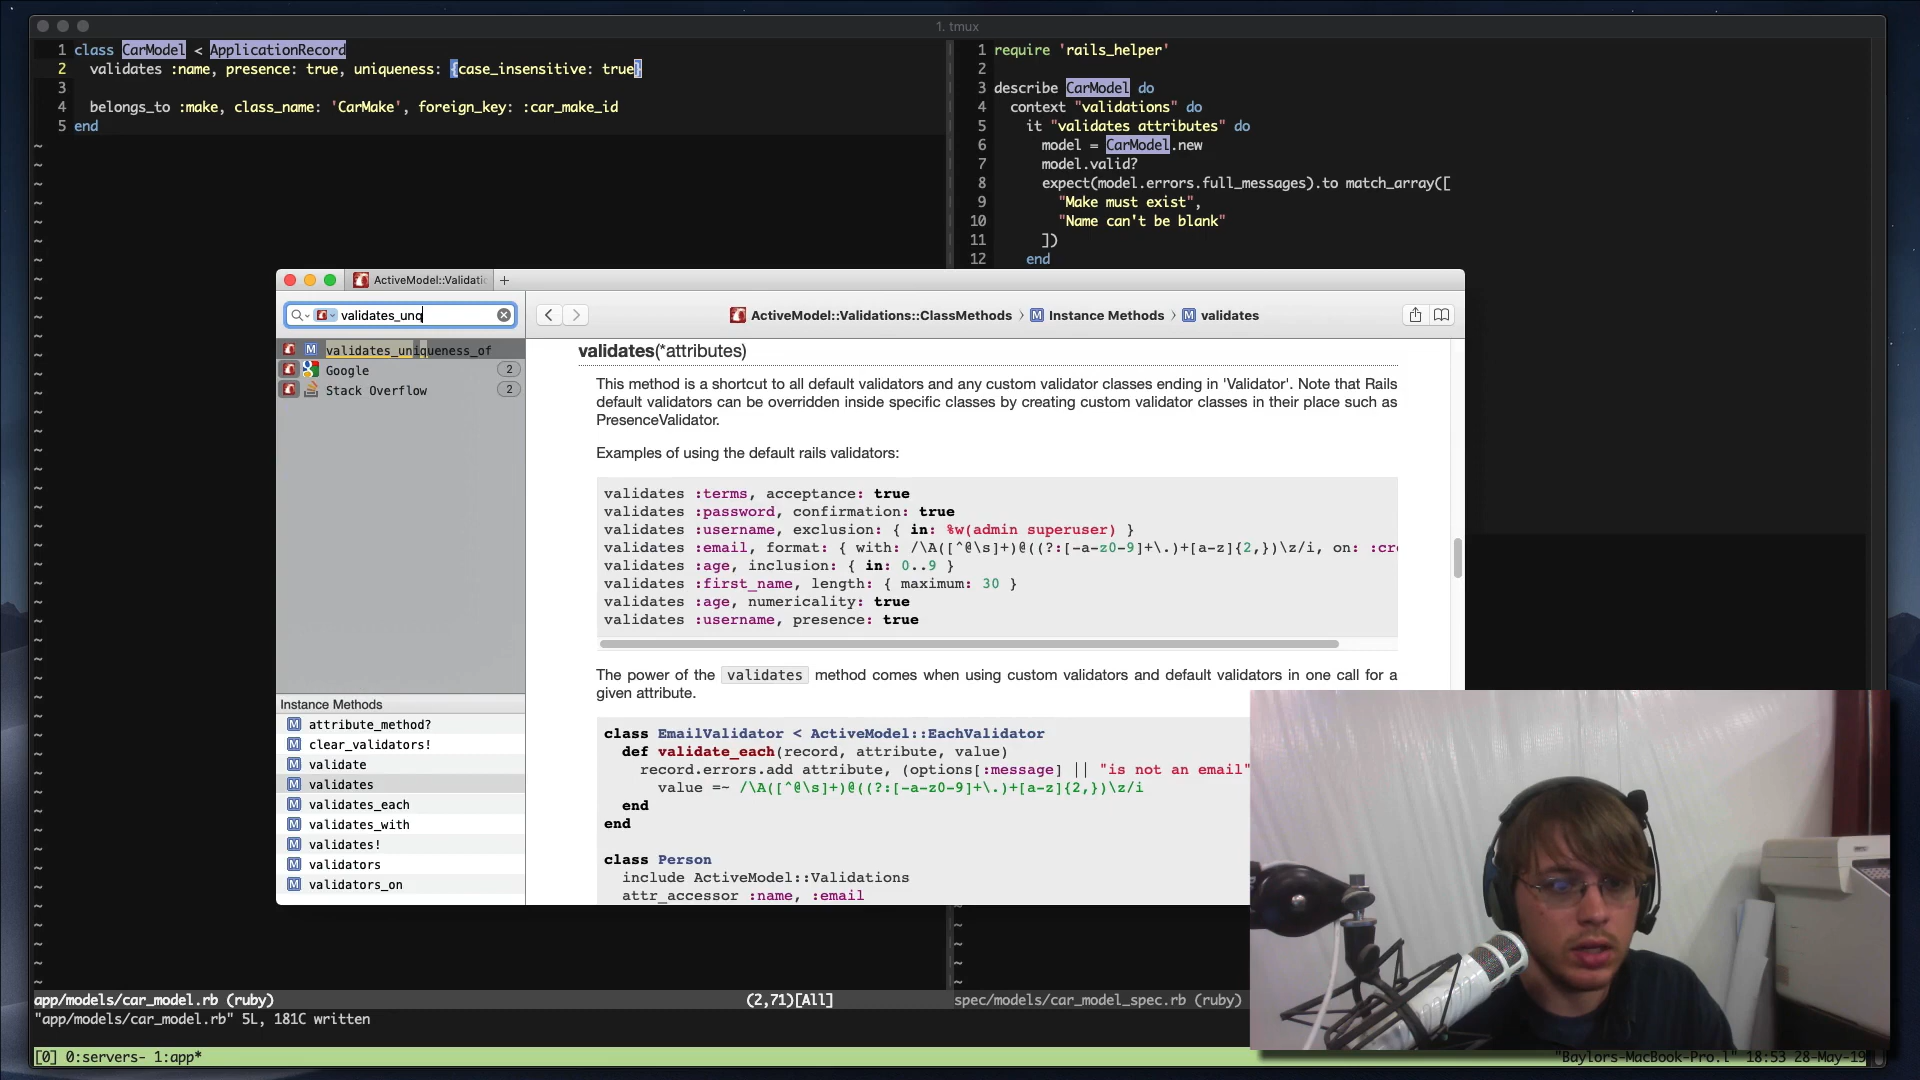 1. tmux
1 class CarModel < ApplicationRecord
2 validates :name, presence: true, uniqueness: {case_insensitive: true}
3
4 belongs_to :make, class_name: 'CarMake', foreign_key: :car_make_id
5 end
1 require 'rails_helper'
2
3 describe CarModel do
4 context "validations" do
5 it "validates attributes" do
6 model = CarModel.new
7 model.valid?
8 expect(model.errors.full_messages).to match_array([
9 "Make must exist",
10 "Name can't be blank"
11 ])
12 end
ActiveModel::Validatic
validates_unq
validates_uniqueness_of
Google 2
Stack Overflow 2
Instance Methods
attribute_method?
clear_validators!
validate
validates
validates_each
validates_with
validates!
validators
validators_on
ActiveModel::Validations::ClassMethods › Instance Methods › validates
validates(*attributes)
This method is a shortcut to all default validators and any custom validator classes ending in 'Validator'. Note that Rails
default validators can be overridden inside specific classes by creating custom validator classes in their place such as
PresenceValidator.
Examples of using the default rails validators:
validates :terms, acceptance: true
validates :password, confirmation: true
validates :username, exclusion: { in: %w(admin superuser) }
validates :email, format: { with: /\A([^@\s]+)@((?:[-a-z0-9]+\.)+[a-z]{2,})\z/i, on: :cre
validates :age, inclusion: { in: 0..9 }
validates :first_name, length: { maximum: 30 }
validates :age, numericality: true
validates :username, presence: true
The power of the validates method comes when using custom validators and default validators in one call for a
given attribute.
class EmailValidator < ActiveModel::EachValidator
def validate_each(record, attribute, value)
record.errors.add attribute, (options[:message] || "is not an email"
value =~ /\A([^@\s]+)@((?:[-a-z0-9]+\.)+[a-z]{2,})\z/i
end
end
class Person
include ActiveModel::Validations
attr_accessor :name, :email
app/models/car_model.rb (ruby) (2,71)[All]
spec/models/car_model_spec.rb (ruby)
"app/models/car_model.rb" 5L, 181C written
[0] 0:servers- 1:app*
"Baylors-MacBook-Pro.l" 18:53 28-May-19